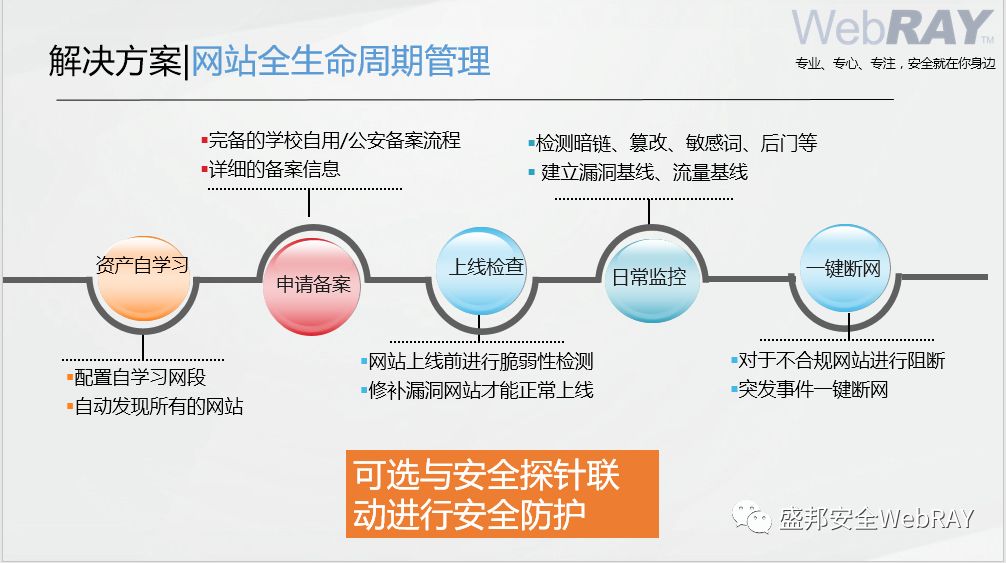 WebRAY™
专业、专心、专注，安全就在你身边
解决方案|网站全生命周期管理
▪完备的学校自用/公安备案流程
▪详细的备案信息
▪检测暗链、篡改、敏感词、后门等
▪ 建立漏洞基线、流量基线
资产自学习
申请备案
上线检查
日常监控
一键断网
▪配置自学习网段
▪自动发现所有的网站
▪网站上线前进行脆弱性检测
▪修补漏洞网站才能正常上线
▪对于不合规网站进行阻断
▪突发事件一键断网
可选与安全探针联
动进行安全防护
盛邦安全WebRAY